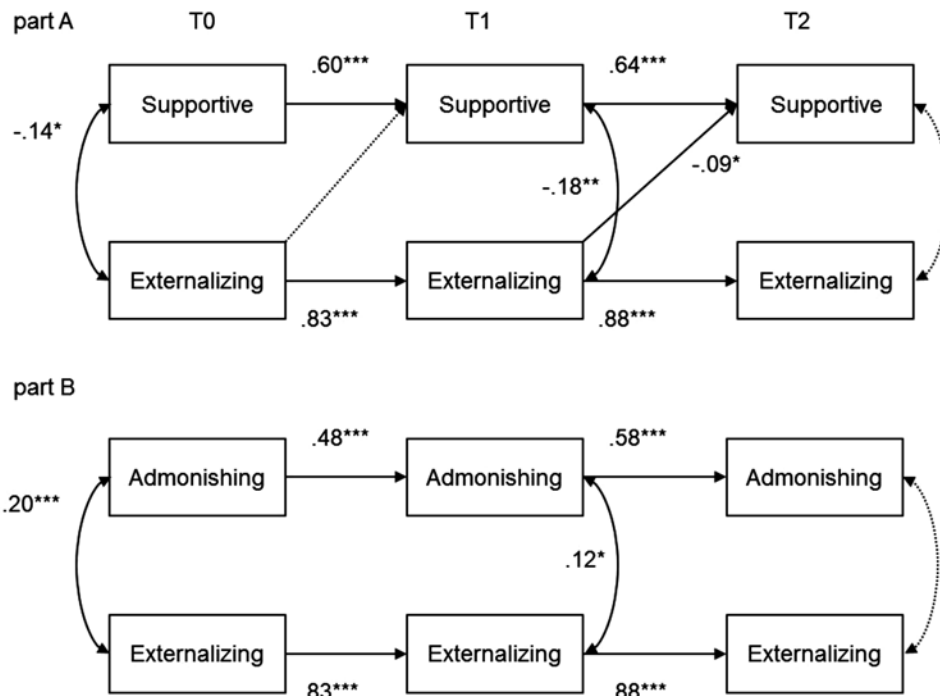 part A T0 T1 T2
.60*** .64***
Supportive Supportive Supportive
-.14* -.09*
-.18**
Externalizing Externalizing Externalizing
.83*** .88***
part B
.48*** .58***
Admonishing Admonishing Admonishing
.20***
.12*
Externalizing Externalizing Externalizing
.83*** .88***